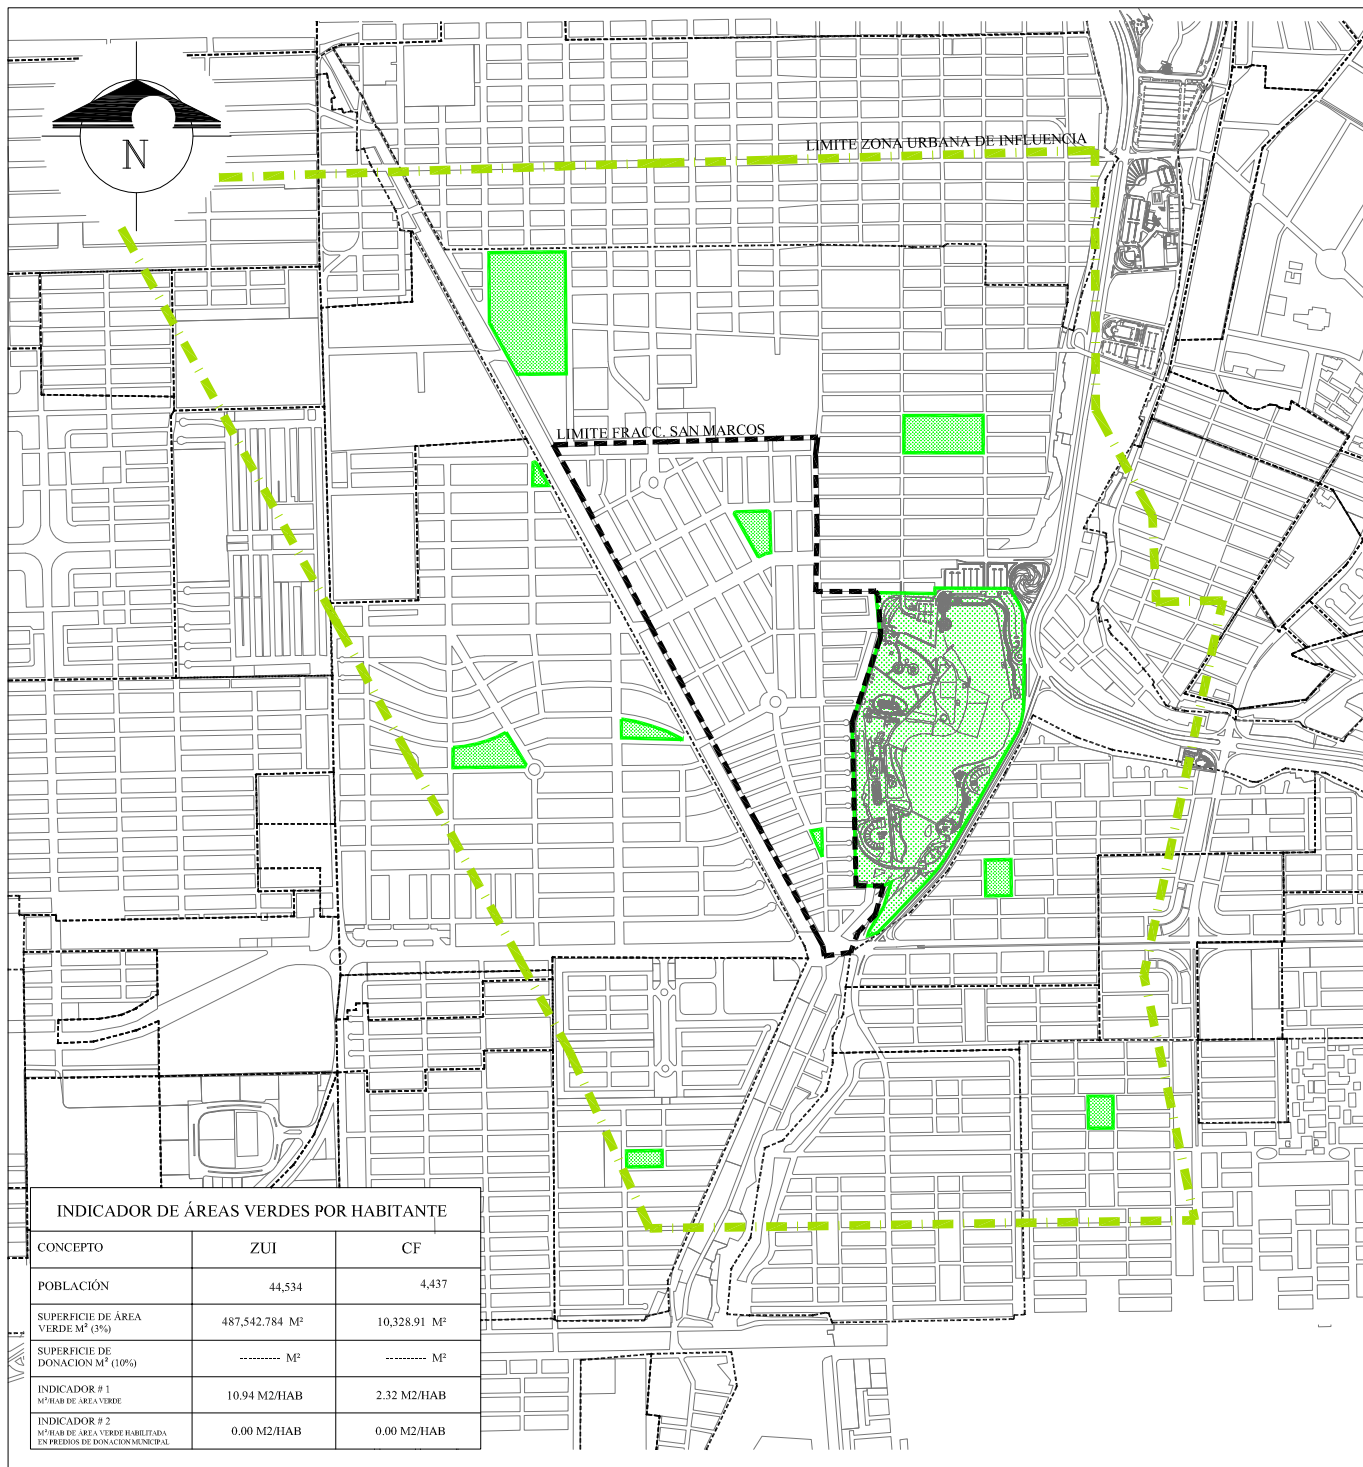 N
LIMITE ZONA URBANA DE INFLUENCIA
LIMITE FRACC. SAN MARCOS
INDICADOR DE ÁREAS VERDES POR HABITANTE
CONCEPTO ZUI CF
POBLACIÓN 44,534 4,437
SUPERFICIE DE ÁREA
VERDE M² (3%) 487,542.784 M² 10,328.91 M²
SUPERFICIE DE
DONACION M² (10%) ---------- M² ---------- M²
INDICADOR # 1
M²/HAB DE ÁREA VERDE 10.94 M2/HAB 2.32 M2/HAB
INDICADOR # 2
M²/HAB DE ÁREA VERDE HABILITADA
EN PREDIOS DE DONACION MUNICIPAL 0.00 M2/HAB 0.00 M2/HAB